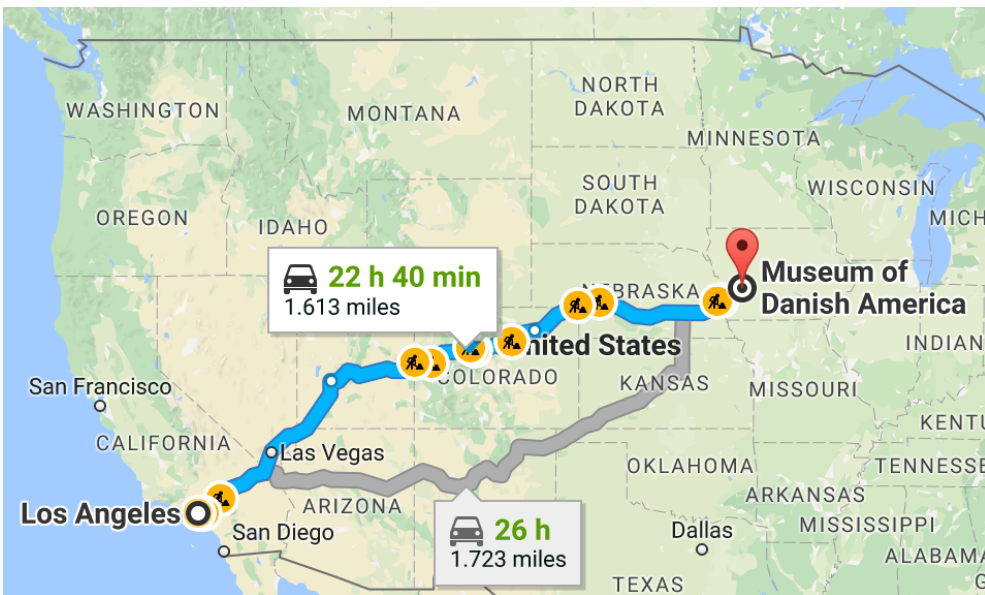 WASHINGTON
MONTANA
NORTH
DAKOTA
MINNESOTA
SOUTH
DAKOTA
WISCONSIN
MICH
OREGON
IDAHO
22 h 40 min
1.613 miles
NEBRASKA
Museum of
Danish America
nited States
INDIAN
COLORADO
KANSAS
MISSOURI
San Francisco
KENTU
CALIFORNIA
Las Vegas
OKLAHOMA
TENNESSE
ARKANSAS
Los Angeles
ARIZONA
San Diego
26 h
1.723 miles
Dallas
MISSISSIPPI
ALABAMA
TEXAS
G